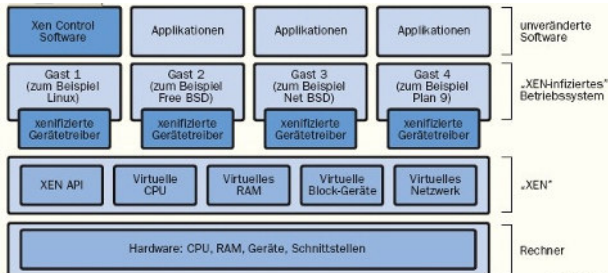 Xen Control
Software
Applikationen
Applikationen
Applikationen
unveränderte
Software
Gast 1
(zum Beispiel
Linux)
Gast 2
(zum Beispiel
Free BSD)
Gast 3
(zum Beispiel
Net BSD)
Gast 4
(zum Beispiel
Plan 9)
„XEN-infiziertes"
Betriebssystem
xenifizierte
Gerätetreiber
xenifizierte
Gerätetreiber
xenifizierte
Gerätetreiber
xenifizierte
Gerätetreiber
XEN API
Virtuelle
CPU
Virtuelles
RAM
Virtuelle
Block-Geräte
Virtuelles
Netzwerk
„XEN"
Hardware: CPU, RAM, Geräte, Schnittstellen
Rechner